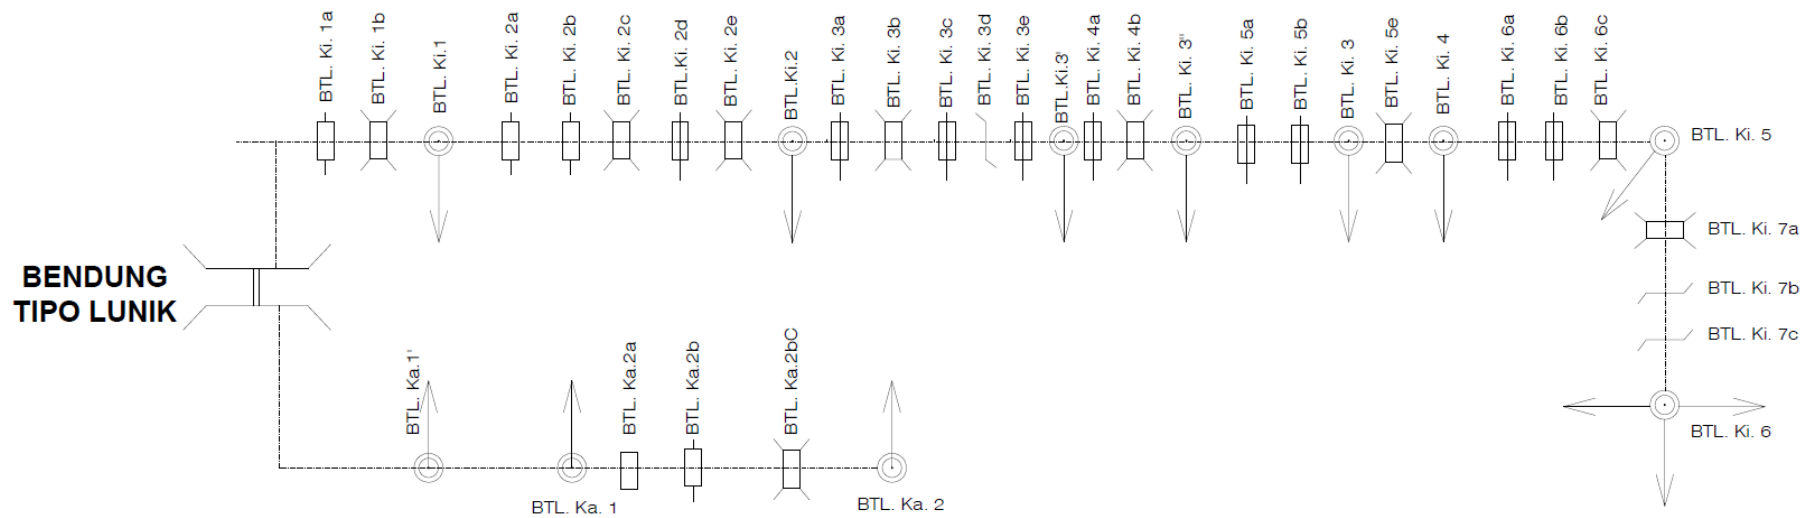 BTL. Ki. 1a
BTL. Ki. 1b
BTL. Ki.1
BTL. Ki. 2a
BTL. Ki. 2b
BTL. Ki. 2c
BTL.Ki. 2d
BTL. Ki. 2e
BTL.Ki.2
BTL. Ki. 3a
BTL. Ki. 3b
BTL. Ki. 3c
BTL. Ki. 3d
BTL. Ki. 3e
BTL.Ki.3'
BTL. Ki. 4a
BTL. Ki. 4b
BTL. Ki. 3"
BTL. Ki. 5a
BTL. Ki. 5b
BTL. Ki. 3
BTL. Ki. 5e
BTL. Ki. 4
BTL. Ki. 6a
BTL. Ki. 6b
BTL. Ki. 6c
BTL. Ki. 5
BTL. Ki. 7a
BTL. Ki. 7b
BTL. Ki. 7c
BTL. Ki. 6
BENDUNG
TIPO LUNIK
BTL. Ka.1'
BTL. Ka. 1
BTL. Ka.2a
BTL. Ka.2b
BTL. Ka.2bC
BTL. Ka. 2